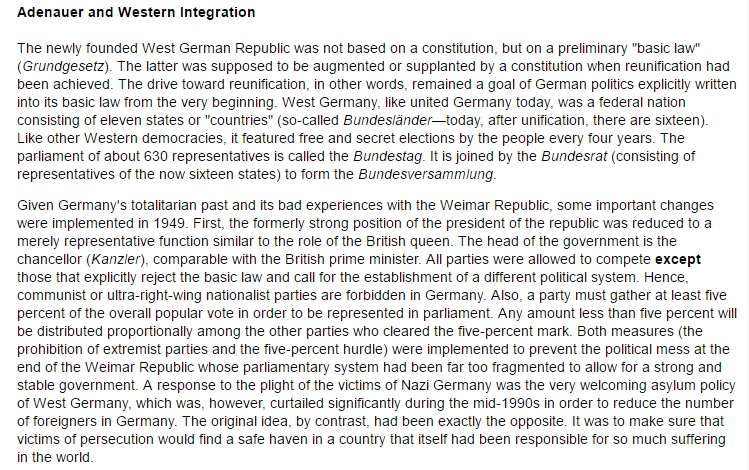 Adenauer and Western Integration
The newly founded West German Republic was not based on a constitution, but on a preliminary "basic law"
(Grundgesetz). The latter was supposed to be augmented or supplanted by a constitution when reunification had
been achieved. The drive toward reunification, in other words, remained a goal of German politics explicitly written
into its basic law from the very beginning. West Germany, like united Germany today, was a federal nation
consisting of eleven states or "countries" (so-called Bundesländer—today, after unification, there are sixteen).
Like other Western democracies, it featured free and secret elections by the people every four years. The
parliament of about 630 representatives is called the Bundestag. It is joined by the Bundesrat (consisting of
representatives of the now sixteen states) to form the Bundesversammlung.
Given Germany's totalitarian past and its bad experiences with the Weimar Republic, some important changes
were implemented in 1949. First, the formerly strong position of the president of the republic was reduced to a
merely representative function similar to the role of the British queen. The head of the government is the
chancellor (Kanzler), comparable with the British prime minister. All parties were allowed to compete except
those that explicitly reject the basic law and call for the establishment of a different political system. Hence,
communist or ultra-right-wing nationalist parties are forbidden in Germany. Also, a party must gather at least five
percent of the overall popular vote in order to be represented in parliament. Any amount less than five percent will
be distributed proportionally among the other parties who cleared the five-percent mark. Both measures (the
prohibition of extremist parties and the five-percent hurdle) were implemented to prevent the political mess at the
end of the Weimar Republic whose parliamentary system had been far too fragmented to allow for a strong and
stable government. A response to the plight of the victims of Nazi Germany was the very welcoming asylum policy
of West Germany, which was, however, curtailed significantly during the mid-1990s in order to reduce the number
of foreigners in Germany. The original idea, by contrast, had been exactly the opposite. It was to make sure that
victims of persecution would find a safe haven in a country that itself had been responsible for so much suffering
in the world.